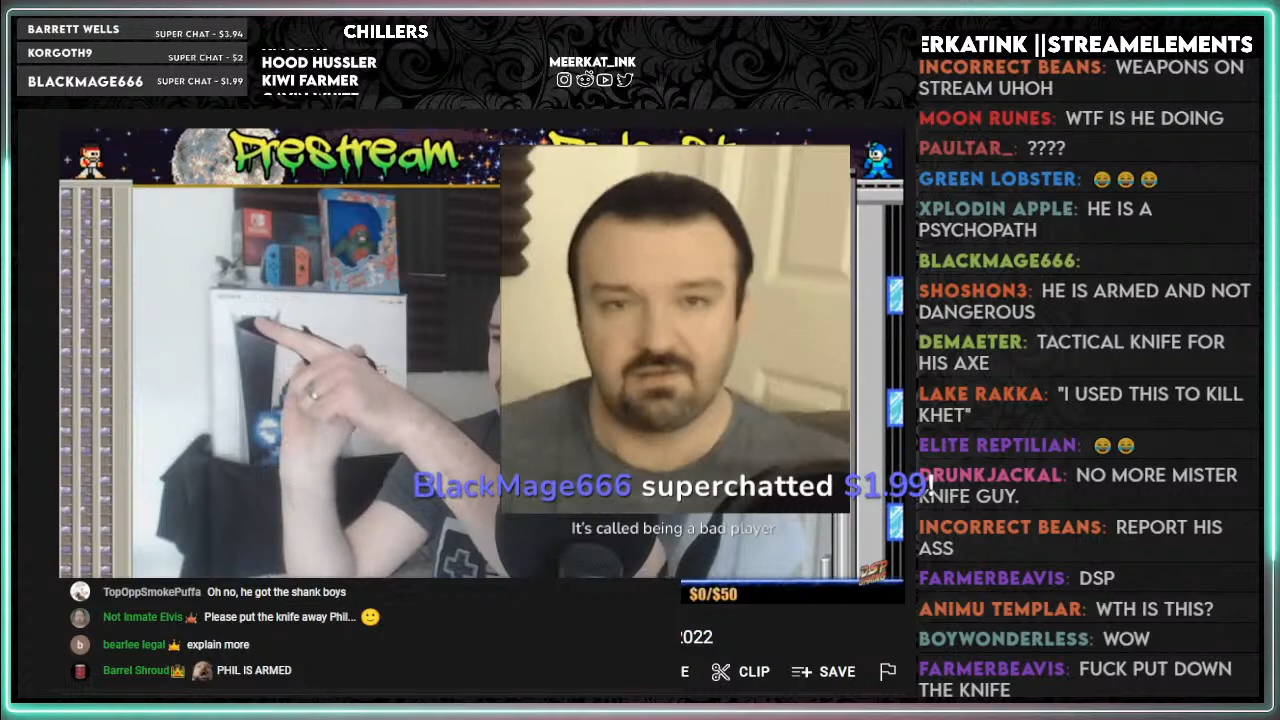 BARRETT WELLS SUPER CHAT - $3.94
KORGOTH9 SUPER CHAT - $2
BLACKMAGE666 SUPER CHAT - $1.99
CHILLERS
HOOD HUSSLER
KIWI FARMER
MEERKAT_INK
Prestream
BlackMage666 superchatted $1.99!
It's called being a bad player
DSP
GAMING
$0/$50
2022
E CLIP SAVE
TopOppSmokePuffa Oh no, he got the shank boys
Not Inmate Elvis Please put the knife away Phil...
bearlee legal explain more
Barrel Shroud PHIL IS ARMED
ERKATINK ||STREAMELEMENTS
INCORRECT BEANS: WEAPONS ON
STREAM UHOH
MOON RUNES: WTF IS HE DOING
PAULTAR_: ????
GREEN LOBSTER: 😂 😂 😂
XPLODIN APPLE: HE IS A
PSYCHOPATH
BLACKMAGE666:
SHOSHON3: HE IS ARMED AND NOT
DANGEROUS
DEMAETER: TACTICAL KNIFE FOR
HIS AXE
LAKE RAKKA: "I USED THIS TO KILL
KHET"
ELITE REPTILIAN: 😂 😂
DRUNKJACKAL: NO MORE MISTER
KNIFE GUY.
INCORRECT BEANS: REPORT HIS
ASS
FARMERBEAVIS: DSP
ANIMU TEMPLAR: WTH IS THIS?
BOYWONDERLESS: WOW
FARMERBEAVIS: FUCK PUT DOWN
THE KNIFE